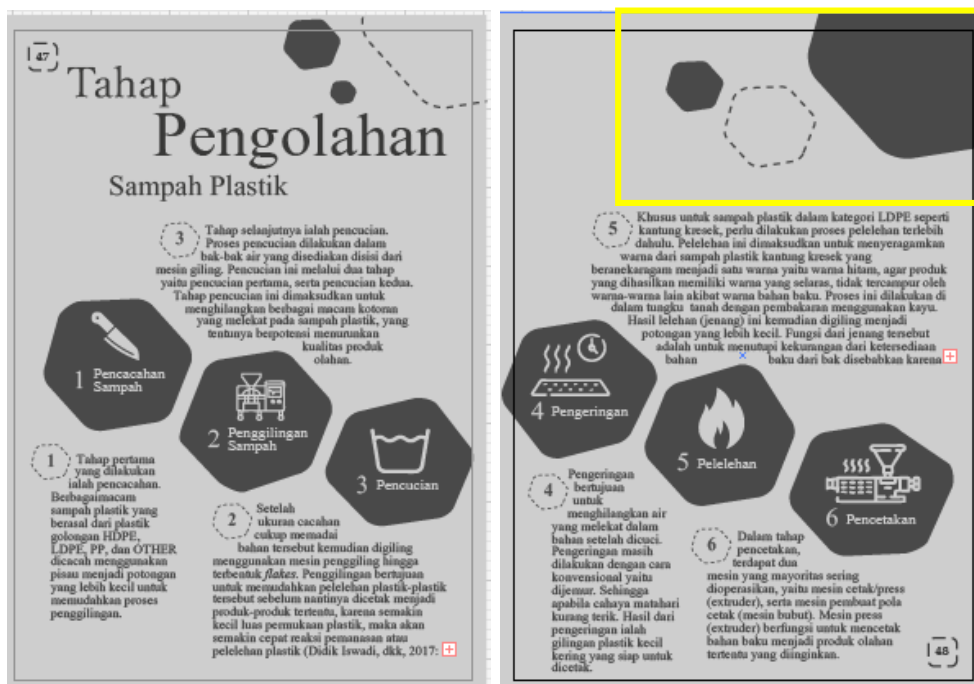 47
Tahap
Pengolahan
Sampah Plastik
3
Tahap selanjutnya ialah pencucian.
Proses pencucian dilakukan dalam
bak-bak air yang disediakan disisi dari
mesin giling. Pencucian ini melalui dua tahap
yaitu pencucian pertama, serta pencucian kedua.
Tahap pencucian ini dimaksudkan untuk
menghilangkan berbagai macam kotoran
yang melekat pada sampah plastik, yang
tentunya berpotensi menurunkan
kualitas produk
olahan.
1 Pencacahan
Sampah
2 Penggilingan
Sampah
3 Pencucian
1
Tahap pertama
yang dilakukan
ialah pencacahan.
Berbagaimacam
sampah plastik yang
berasal dari plastik
golongan HDPE,
LDPE, PP, dan OTHER
dicacah menggunakan
pisau menjadi potongan
yang lebih kecil untuk
memudahkan proses
penggilingan.
2
Setelah
ukuran cacahan
cukup memadai
bahan tersebut kemudian digiling
menggunakan mesin penggiling hingga
terbentuk flakes. Penggilingan bertujuan
untuk memudahkan pelelehan plastik-plastik
tersebut sebelum nantinya dicetak menjadi
produk-produk tertentu, karena semakin
kecil luas permukaan plastik, maka akan
semakin cepat reaksi pemanasan atau
pelelehan plastik (Didik Iswadi, dkk, 2017:
5
Khusus untuk sampah plastik dalam kategori LDPE seperti
kantung kresek, perlu dilakukan proses pelelehan terlebih
dahulu. Pelelehan ini dimaksudkan untuk menyeragamkan
warna dari sampah plastik kantung kresek yang
beranekaragam menjadi satu warna yaitu warna hitam, agar produk
yang dihasilkan memiliki warna yang selaras, tidak tercampur oleh
warna-warna lain akibat warna bahan baku. Proses ini dilakukan di
dalam tungku tanah dengan pembakaran menggunakan kayu.
Hasil lelehan (jenang) ini kemudian digiling menjadi
potongan yang lebih kecil. Fungsi dari jenang tersebut
adalah untuk menutupi kekurangan dari ketersediaan
bahan baku dari bak disebabkan karena
4 Pengeringan
5 Pelelehan
6 Pencetakan
4
Pengeringan
bertujuan
untuk
menghilangkan air
yang melekat dalam
bahan setelah dicuci.
Pengeringan masih
dilakukan dengan cara
konvensional yaitu
dijemur. Sehingga
apabila cahaya matahari
kurang terik. Hasil dari
pengeringan ialah
gilingan plastik kecil
kering yang siap untuk
dicetak.
6
Dalam tahap
pencetakan,
terdapat dua
mesin yang mayoritas sering
dioperasikan, yaitu mesin cetak/press
(extruder), serta mesin pembuat pola
cetak (mesin bubut). Mesin press
(extruder) berfungsi untuk mencetak
bahan baku menjadi produk olahan
tertentu yang diinginkan.
48